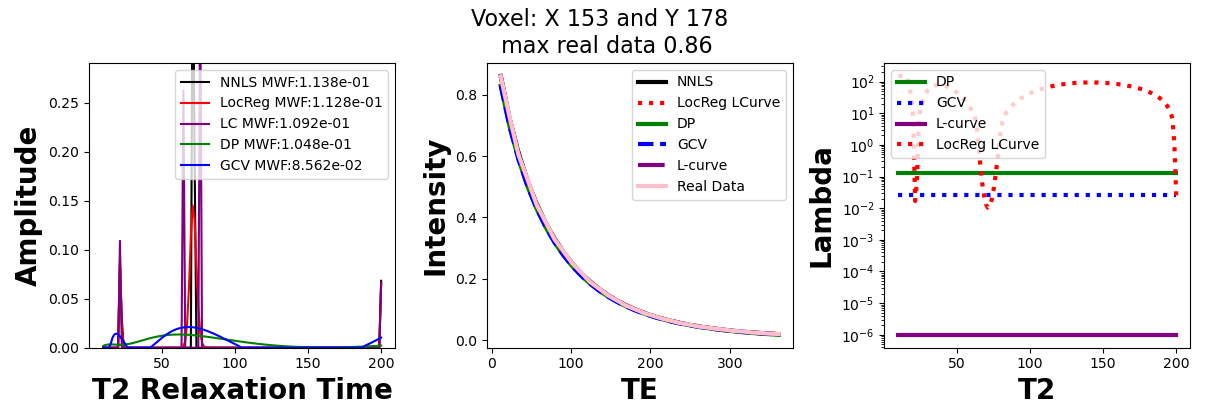 Voxel: X 153 and Y 178
max real data 0.86
Amplitude
0.25
0.20
0.15
0.10
0.05
0.00
NNLS MWF:1.138e-01
LocReg MWF:1.128e-01
LC MWF:1.092e-01
DP MWF:1.048e-01
GCV MWF:8.562e-02
50 100 150 200
T2 Relaxation Time
Intensity
0.8
0.6
0.4
0.2
0.0
NNLS
LocReg LCurve
DP
GCV
L-curve
Real Data
0 100 200 300
TE
Lambda
10^2
10^1
10^0
10^-1
10^-2
10^-3
10^-4
10^-5
10^-6
DP
GCV
L-curve
LocReg LCurve
50 100 150 200
T2